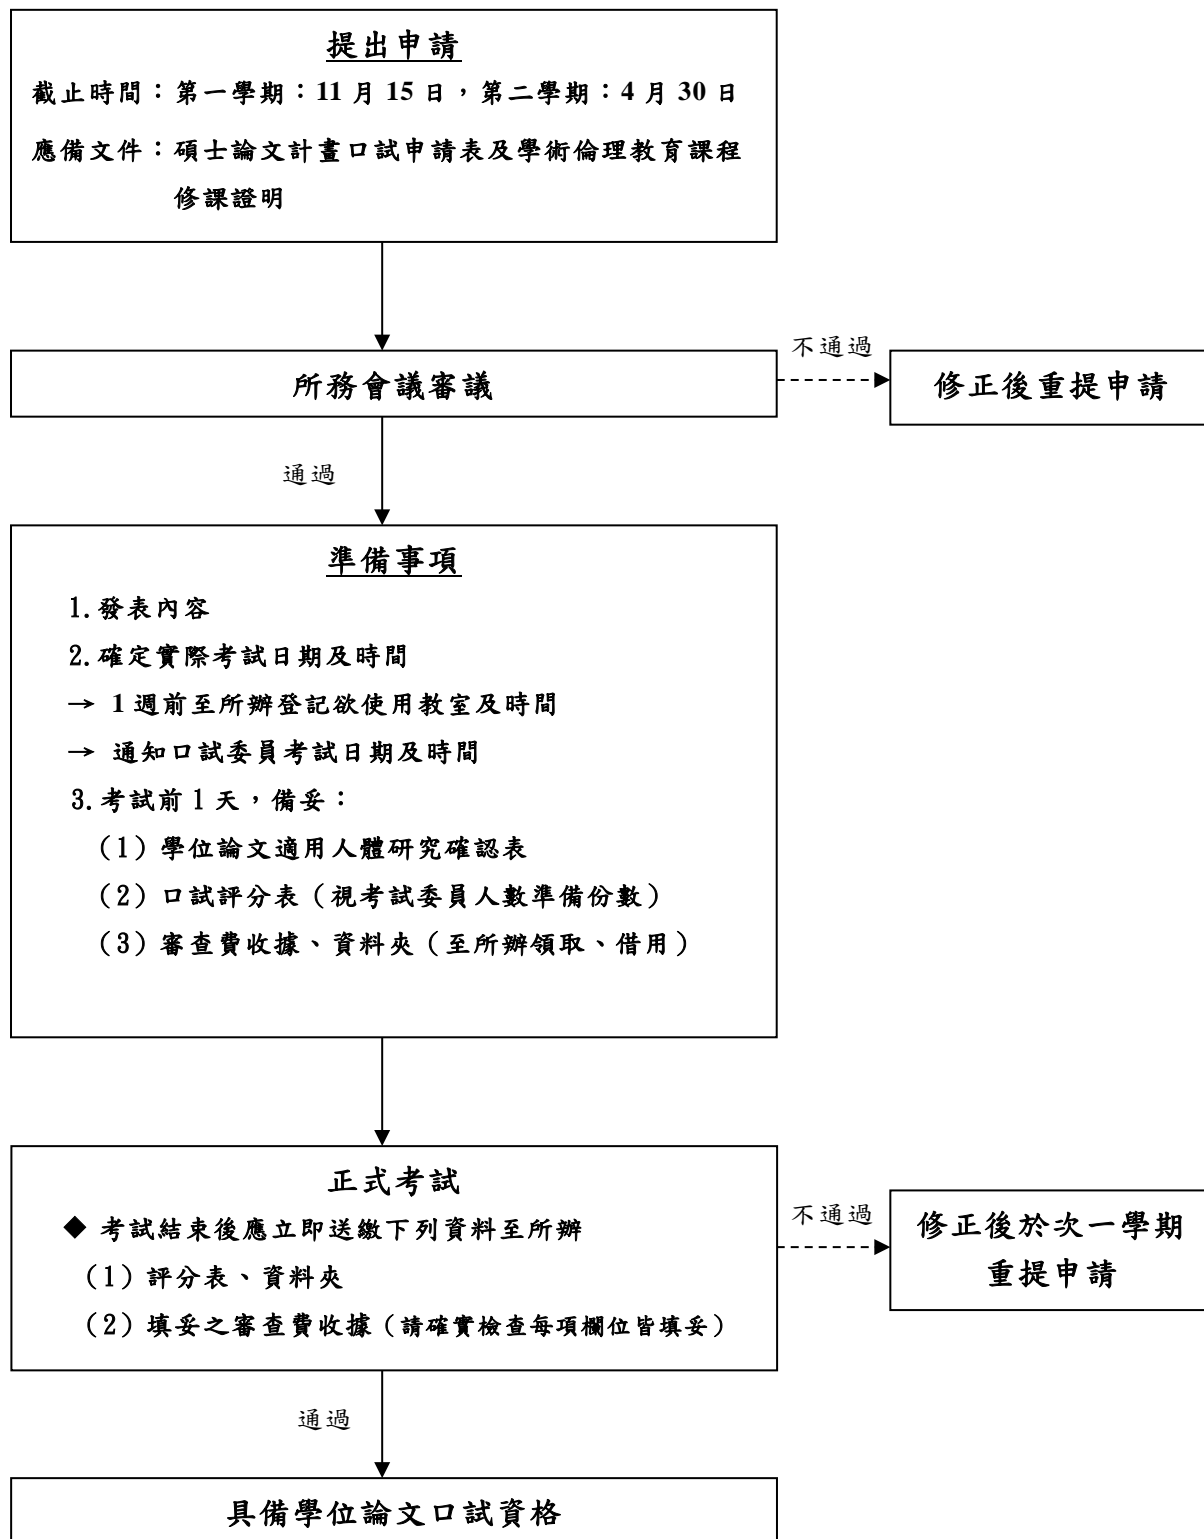 提出申請
截止時間：第一學期：11 月 15 日，第二學期：4 月 30 日
應備文件：碩士論文計畫口試申請表及學術倫理教育課程
修課證明
不通過
所務會議審議
修正後重提申請
通過
準備事項
1.發表內容
2.確定實際考試日期及時間
→ 1 週前至所辦登記欲使用教室及時間
→ 通知口試委員考試日期及時間
3.考試前 1 天，備妥：
（1）學位論文適用人體研究確認表
（2）口試評分表（視考試委員人數準備份數）
（3）審查費收據、資料夾（至所辦領取、借用）
正式考試
◆ 考試結束後應立即送繳下列資料至所辦
（1）評分表、資料夾
（2）填妥之審查費收據（請確實檢查每項欄位皆填妥）
不通過
修正後於次一學期
重提申請
通過
具備學位論文口試資格